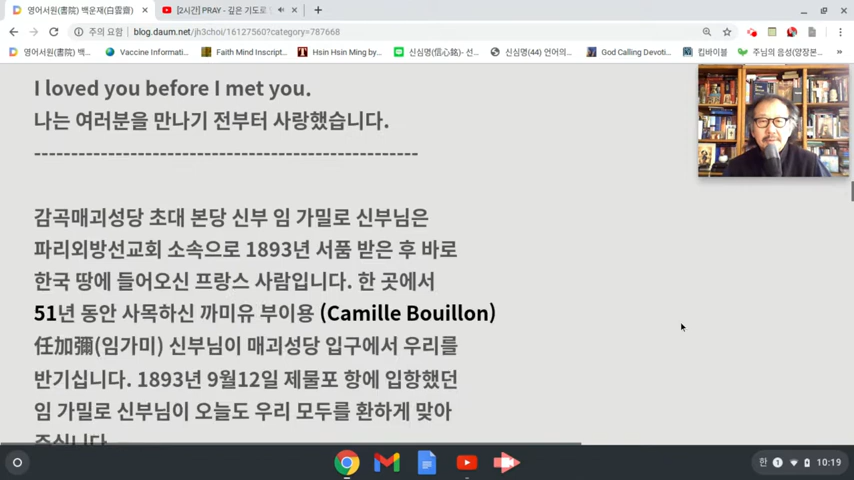 영어서원(書院) 백운재(白雲齋)
[2시간] PRAY - 깊은 기도로
주의 요함
blog.daum.net/jh3choi/16127560?category=787668
영어서원(書院) 백...
Vaccine Informati...
Faith Mind Inscript...
Hsin Hsin Ming by...
신심명(信心銘)- 선...
신심명(44) 언어의...
God Calling Devoti...
킹바이블
주님의 음성(양장본...
I loved you before I met you.
나는 여러분을 만나기 전부터 사랑했습니다.
----------------------------------------------------
감곡매괴성당 초대 본당 신부 임 가밀로 신부님은
파리외방선교회 소속으로 1893년 서품 받은 후 바로
한국 땅에 들어오신 프랑스 사람입니다. 한 곳에서
51년 동안 사목하신 까미유 부이용 (Camille Bouillon)
任加彌(임가미) 신부님이 매괴성당 입구에서 우리를
반기십니다. 1893년 9월12일 제물포 항에 입항했던
임 가밀로 신부님이 오늘도 우리 모두를 환하게 맞아
주십니다
한
1
10:19